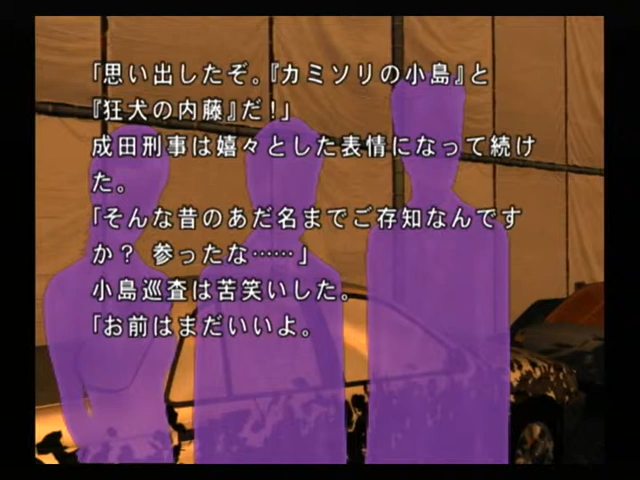 「思い出したぞ。『カミソリの小島』と
『狂犬の内藤』だ！」
成田刑事は嬉々とした表情になって続け
た。
「そんな昔のあだ名までご存知なんです
か？　参ったな……」
小島巡査は苦笑いした。
「お前はまだいいよ。